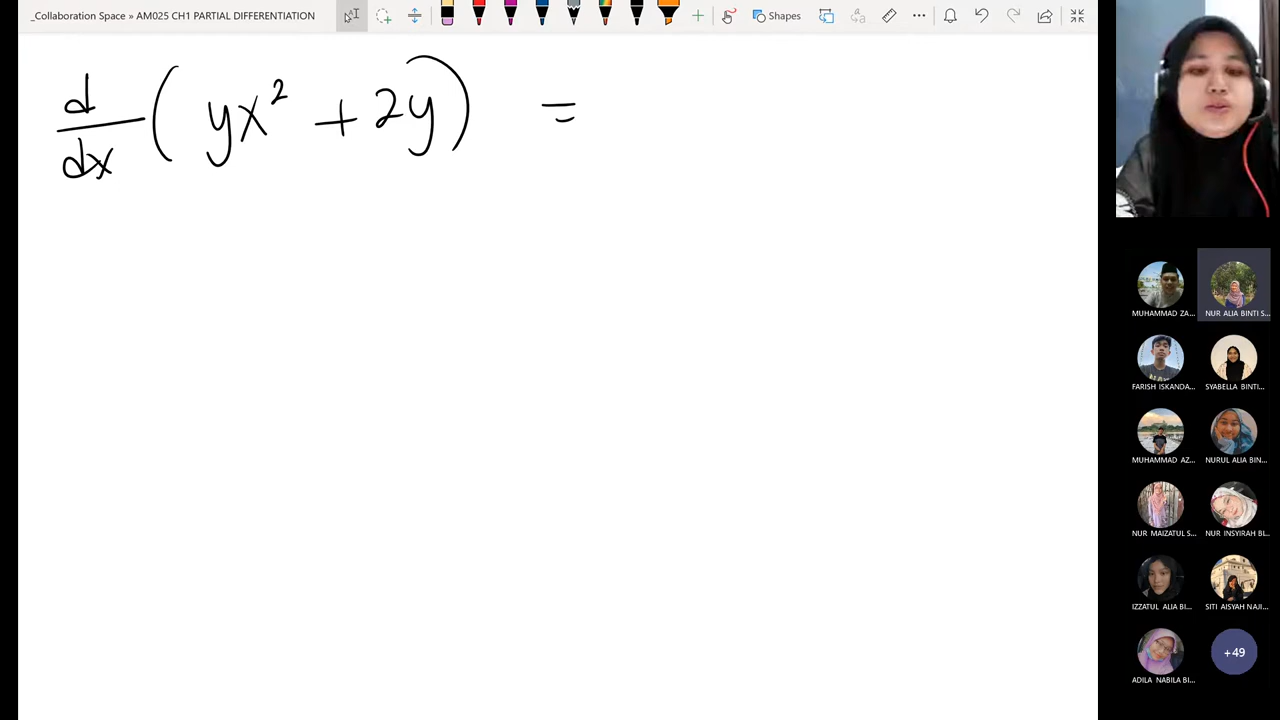 _Collaboration Space » AM025 CH1 PARTIAL DIFFERENTIATION
Shapes
d/dx ( yx² + 2y ) =
MUHAMMAD ZA...
NUR ALIA BINTI S...
FARISH ISKANDA...
SYABELLA BINTI...
MUHAMMAD AZ...
NURUL ALIA BIN...
NUR MAIZATUL S...
NUR INSYIRAH BI...
IZZATUL ALIA BI...
SITI AISYAH NAJI...
ADILA NABILA BI...
+49